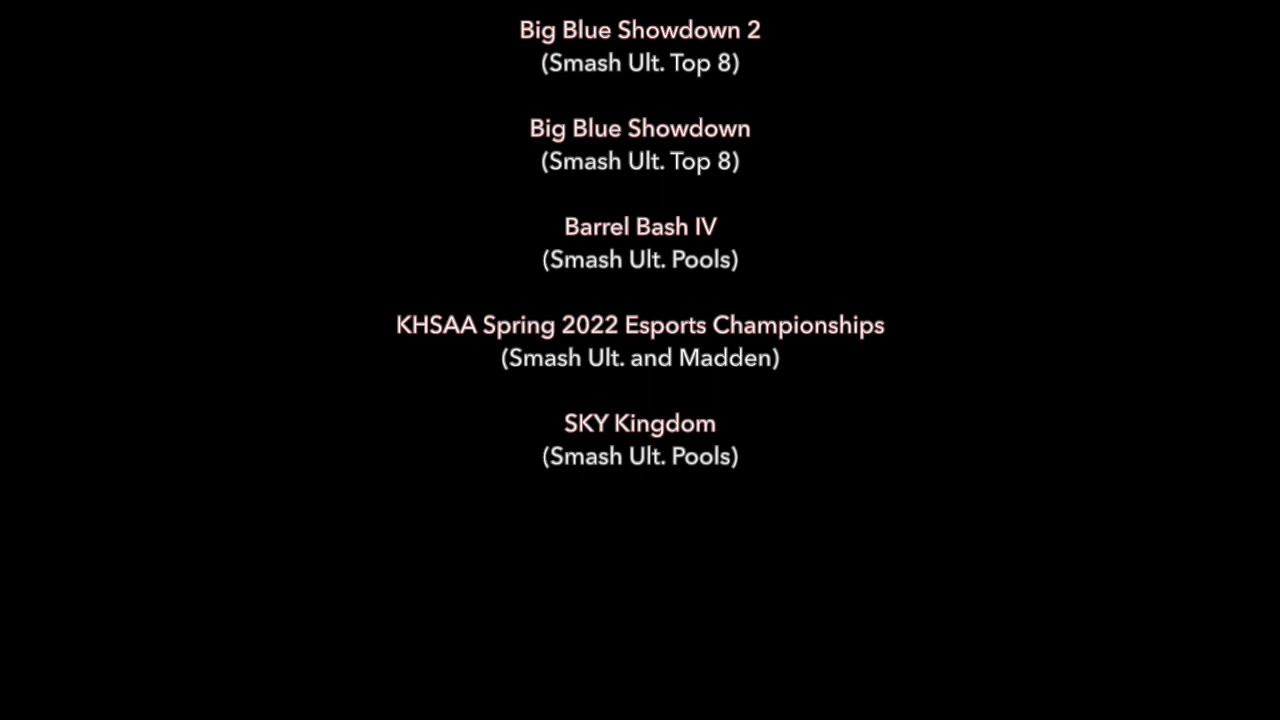 Big Blue Showdown 2
(Smash Ult. Top 8)
Big Blue Showdown
(Smash Ult. Top 8)
Barrel Bash IV
(Smash Ult. Pools)
KHSAA Spring 2022 Esports Championships
(Smash Ult. and Madden)
SKY Kingdom
(Smash Ult. Pools)